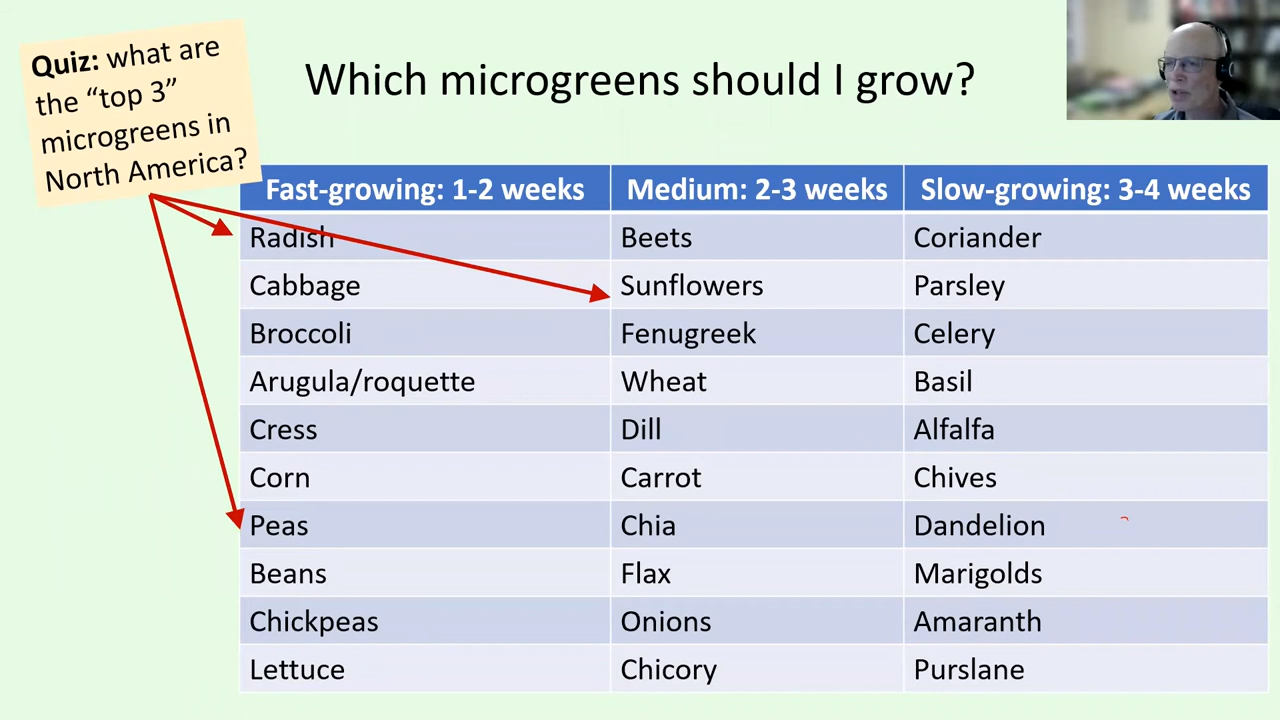 Quiz: what are
the “top 3”
microgreens in
North America?
Which microgreens should I grow?
Fast-growing: 1-2 weeks Medium: 2-3 weeks Slow-growing: 3-4 weeks
Radish Beets Coriander
Cabbage Sunflowers Parsley
Broccoli Fenugreek Celery
Arugula/roquette Wheat Basil
Cress Dill Alfalfa
Corn Carrot Chives
Peas Chia Dandelion
Beans Flax Marigolds
Chickpeas Onions Amaranth
Lettuce Chicory Purslane